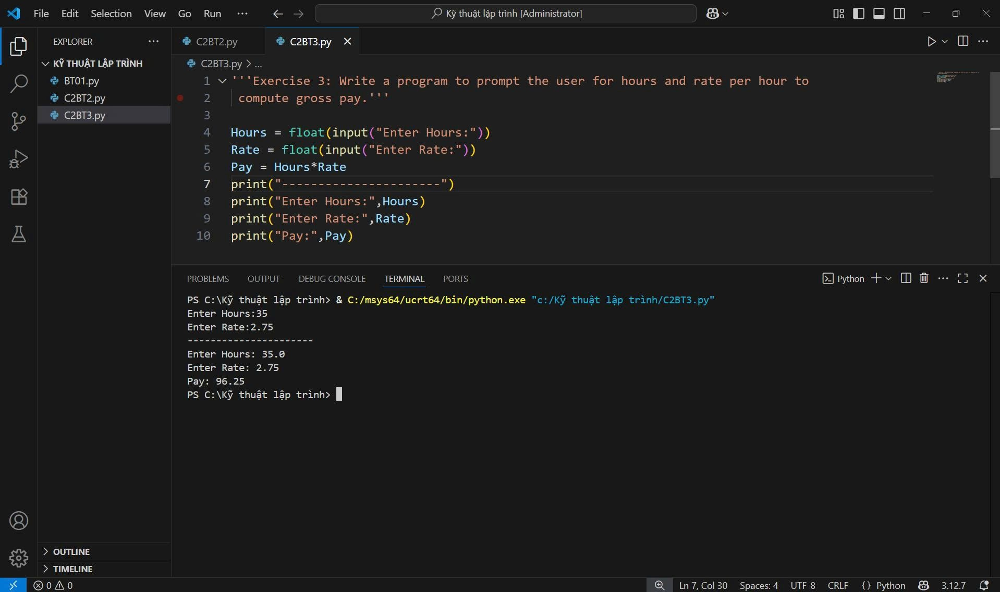 File Edit Selection View Go Run ...
Kỹ thuật lập trình [Administrator]
EXPLORER
KỸ THUẬT LẬP TRÌNH
BT01.py
C2BT2.py
C2BT3.py
OUTLINE
TIMELINE
C2BT2.py C2BT3.py
C2BT3.py > ...
1 '''Exercise 3: Write a program to prompt the user for hours and rate per hour to
2 compute gross pay.'''
3
4 Hours = float(input("Enter Hours:"))
5 Rate = float(input("Enter Rate:"))
6 Pay = Hours*Rate
7 print("----------------------")
8 print("Enter Hours:",Hours)
9 print("Enter Rate:",Rate)
10 print("Pay:",Pay)
PROBLEMS OUTPUT DEBUG CONSOLE TERMINAL PORTS
Python
PS C:\Kỹ thuật lập trình> & C:/msys64/ucrt64/bin/python.exe "c:/Kỹ thuật lập trình/C2BT3.py"
Enter Hours:35
Enter Rate:2.75
----------------------
Enter Hours: 35.0
Enter Rate: 2.75
Pay: 96.25
PS C:\Kỹ thuật lập trình>
0 0
Ln 7, Col 30 Spaces: 4 UTF-8 CRLF {} Python 3.12.7